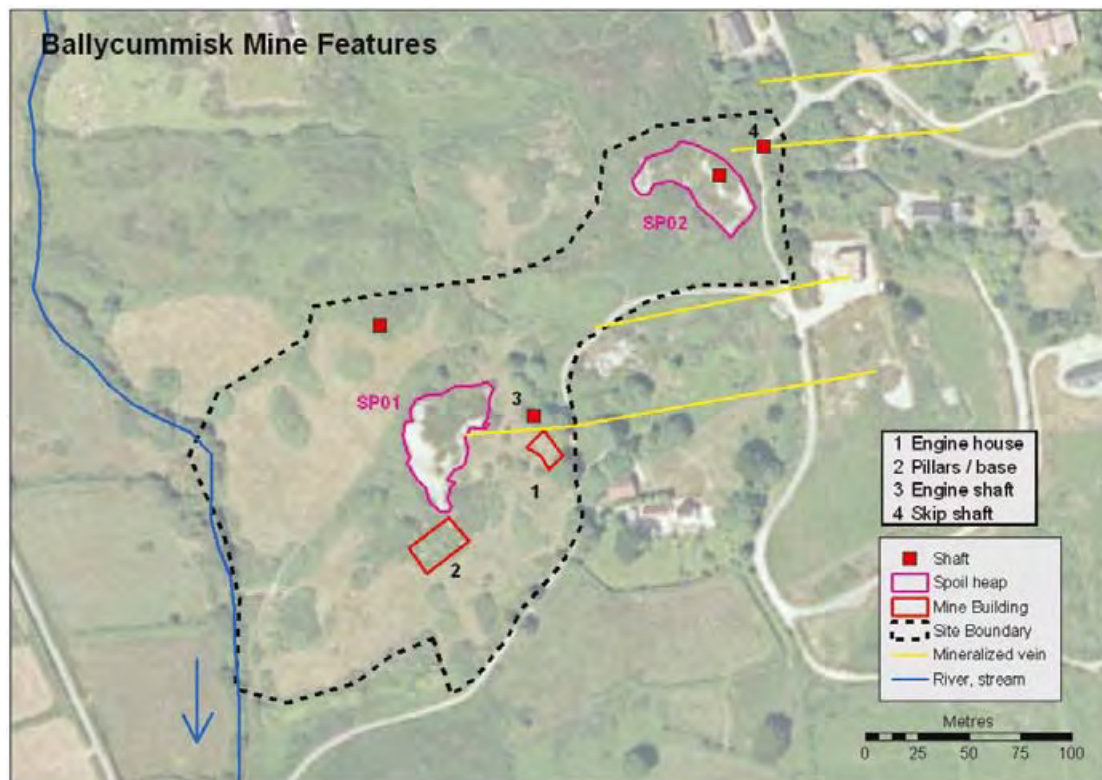 Ballycummisk Mine Features
4
SP02
SP01
3
1
2
1 Engine house
2 Pillars / base
3 Engine shaft
4 Skip shaft
Shaft
Spoil heap
Mine Building
Site Boundary
Mineralized vein
River, stream
Metres
0 25 50 75 100